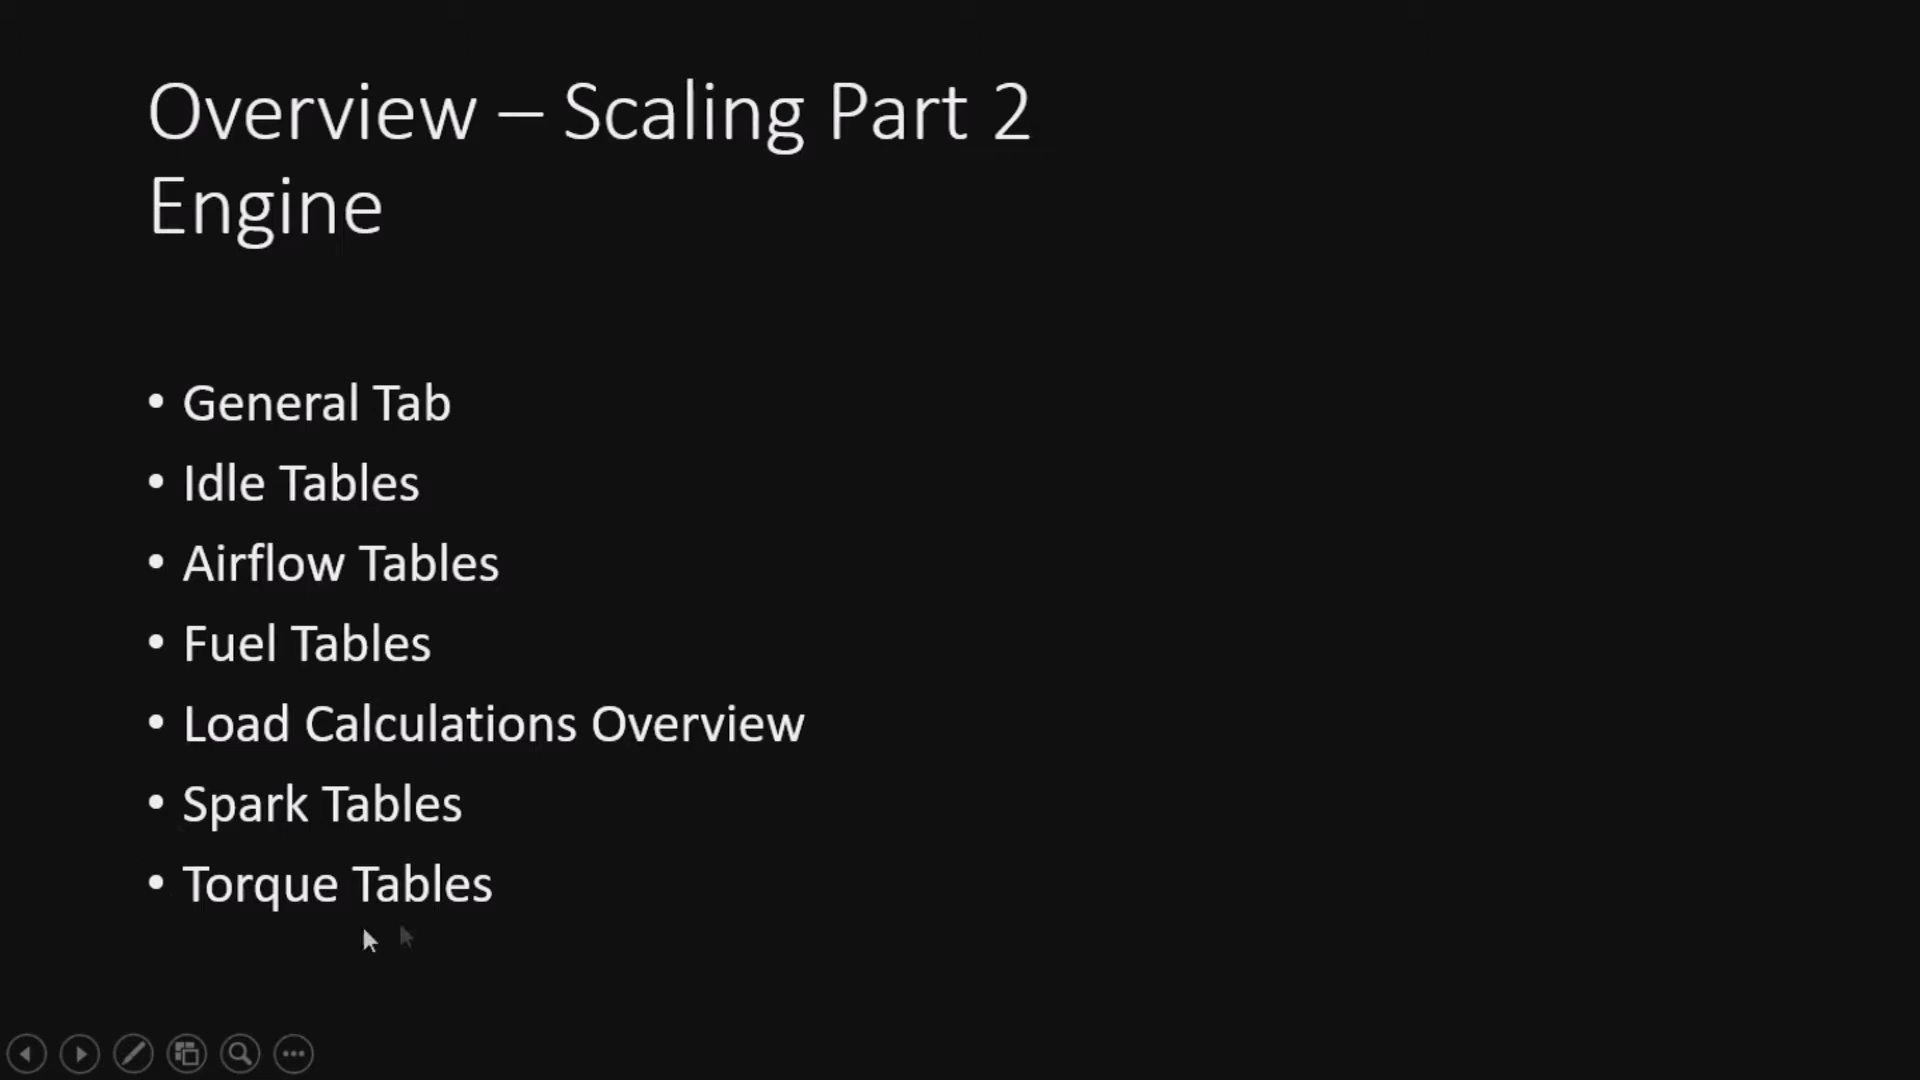 Overview – Scaling Part 2
Engine
• General Tab
• Idle Tables
• Airflow Tables
• Fuel Tables
• Load Calculations Overview
• Spark Tables
• Torque Tables